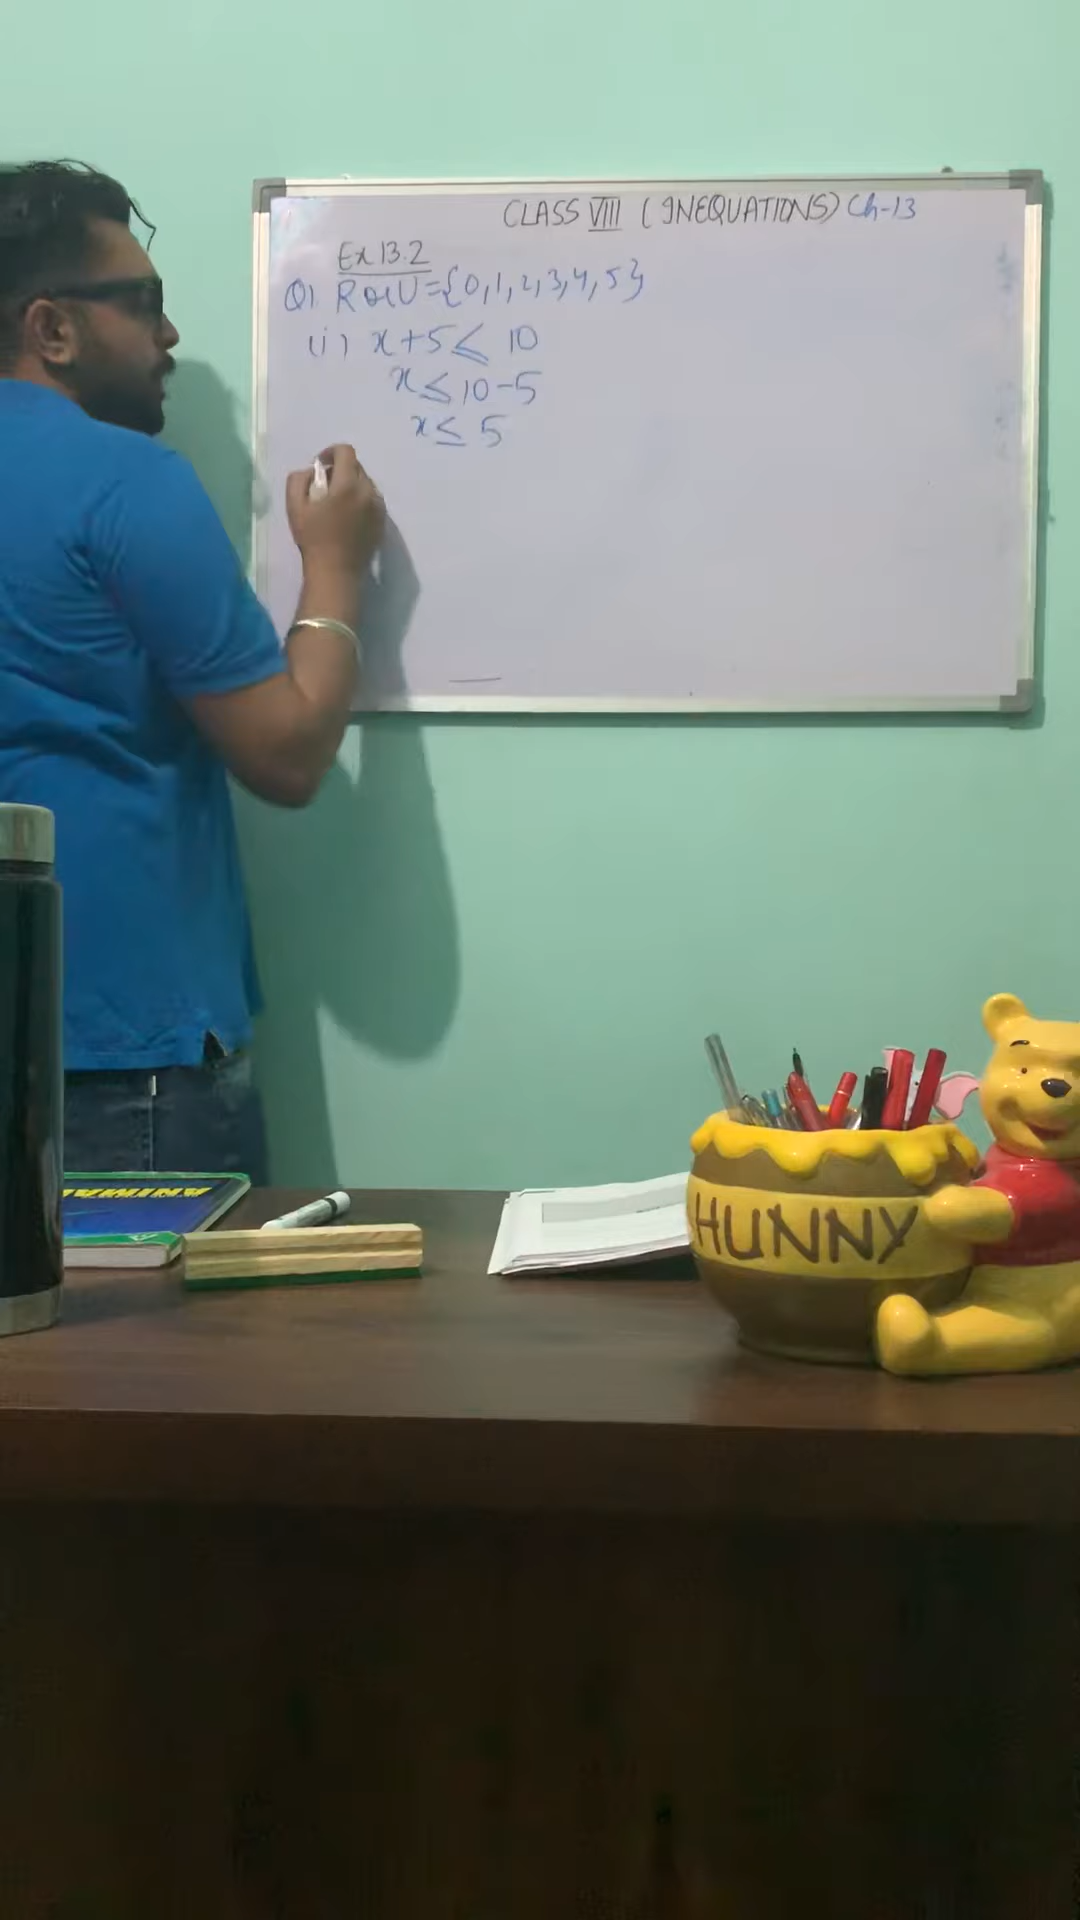 CLASS VIII (INEQUATIONS) Ch-13
Ex 13.2
Q1 R or U = {0,1,2,3,4,5}
(i) x+5 ≤ 10
x ≤ 10-5
x ≤ 5
HUNNY